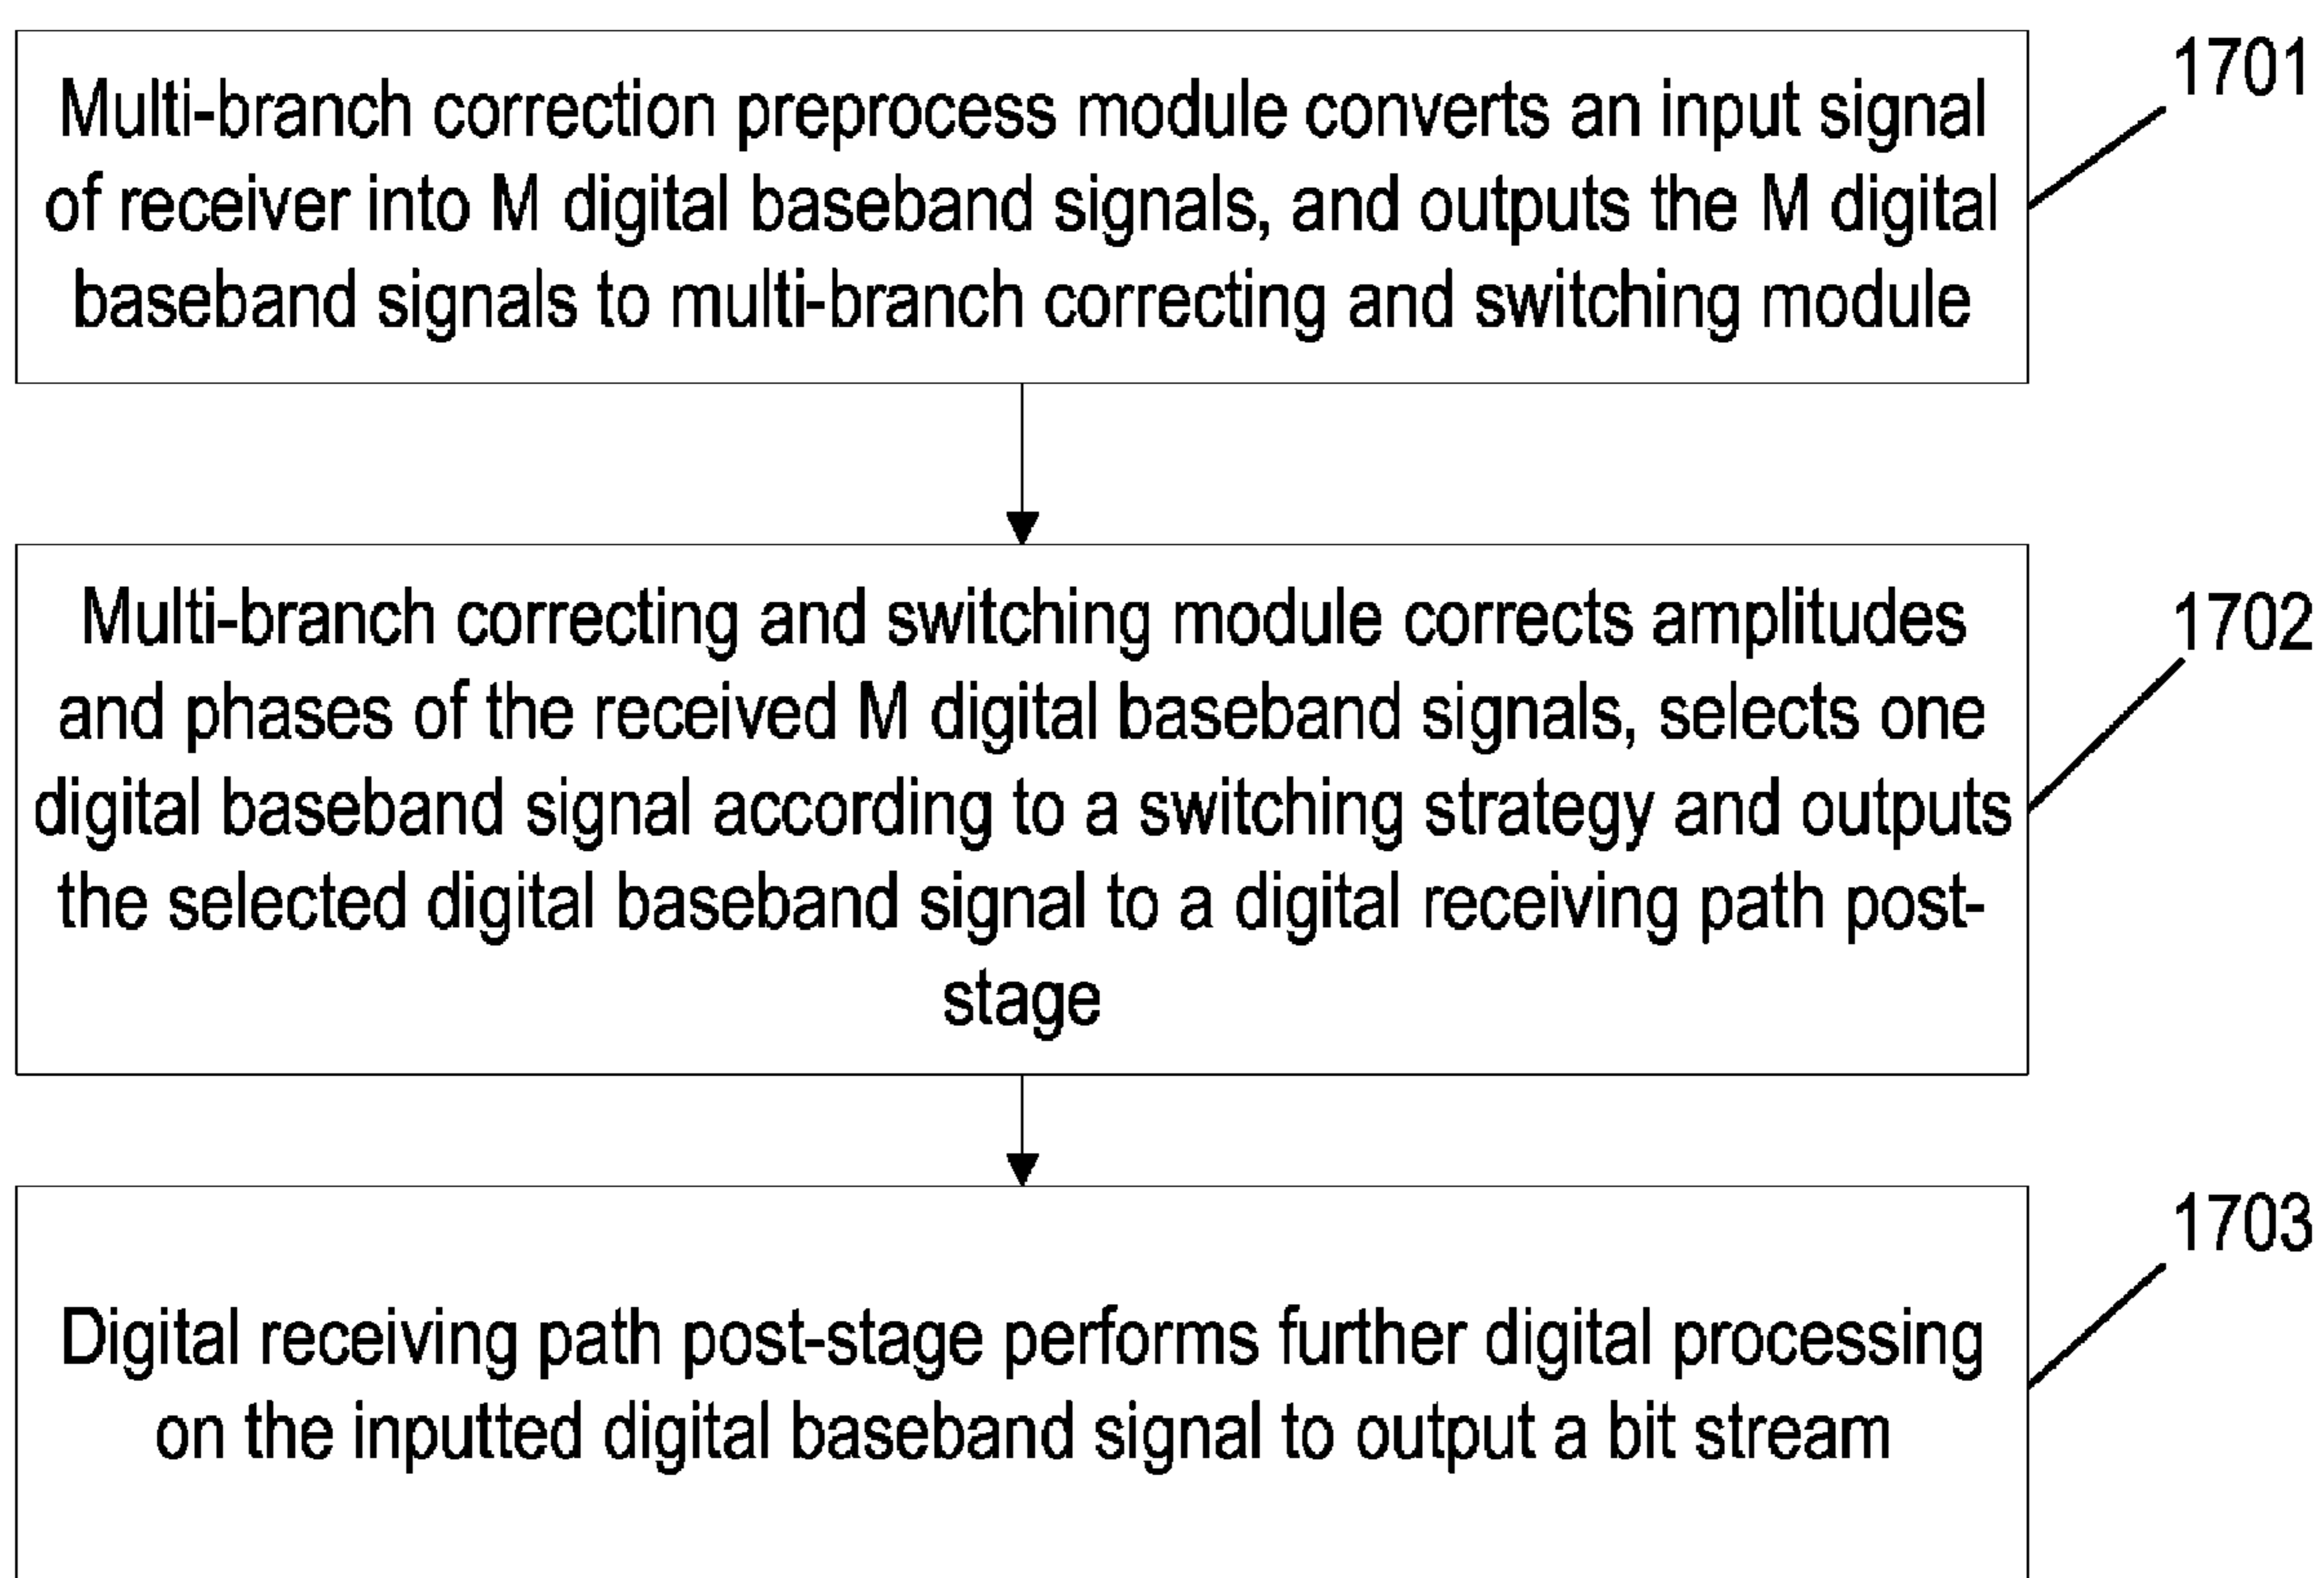 Multi-branch correction preprocess module converts an input signal
of receiver into M digital baseband signals, and outputs the M digital
baseband signals to multi-branch correcting and switching module
1701
Multi-branch correcting and switching module corrects amplitudes
and phases of the received M digital baseband signals, selects one
digital baseband signal according to a switching strategy and outputs
the selected digital baseband signal to a digital receiving path post-
stage
1702
Digital receiving path post-stage performs further digital processing
on the inputted digital baseband signal to output a bit stream
1703